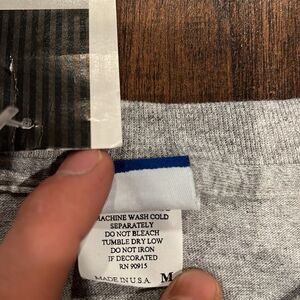 MACHINE WASH COLD
SEPARATELY
DO NOT BLEACH
TUMBLE DRY LOW
DO NOT IRON
IF DECORATED
RN 90915
MADE IN U.S.A. M